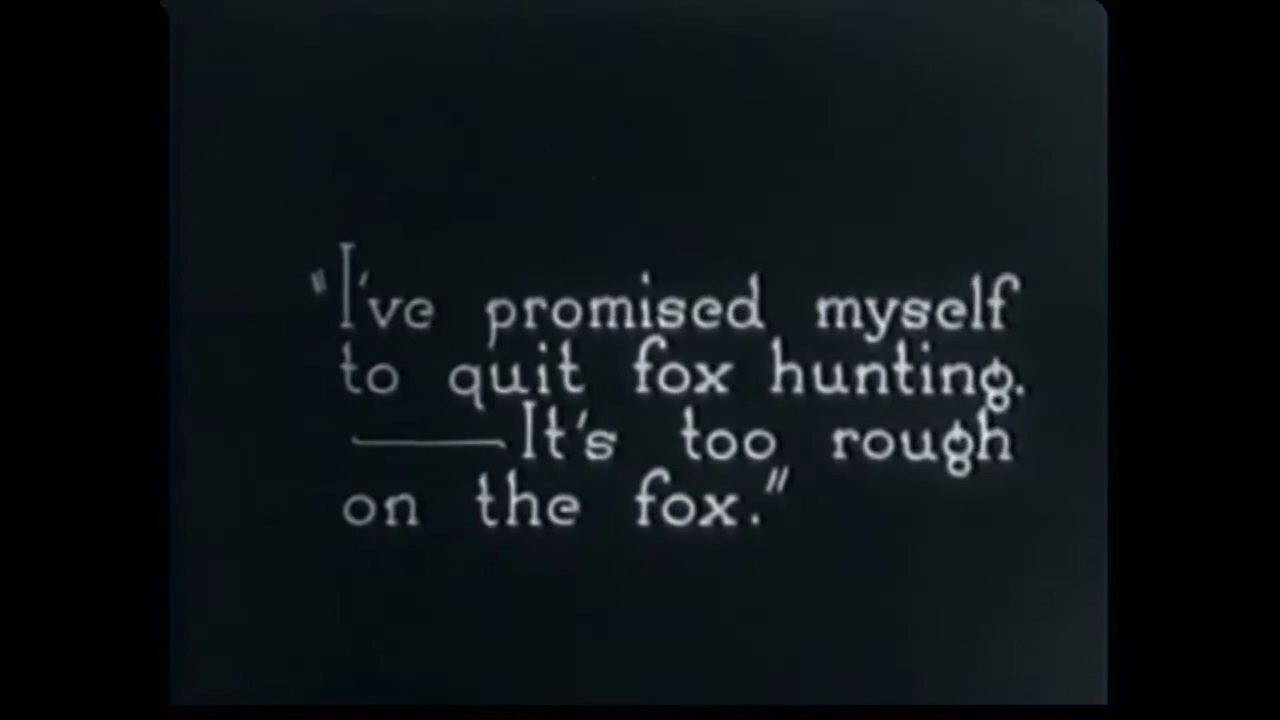 "I've promised myself
to quit fox hunting.
——It's too rough
on the fox."